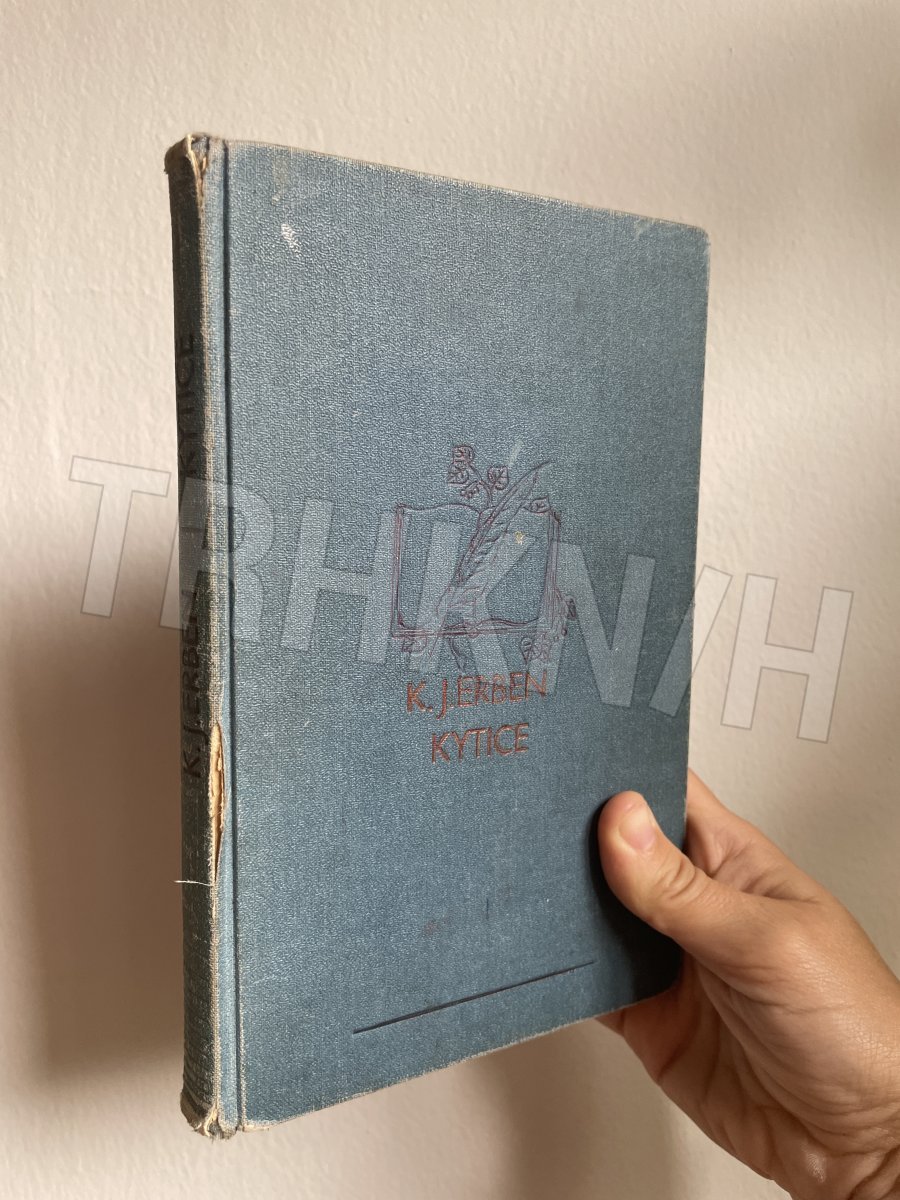 K. J. ERBEN
KYTICE
K. J. ERBEN KYTICE
TRHKNIH